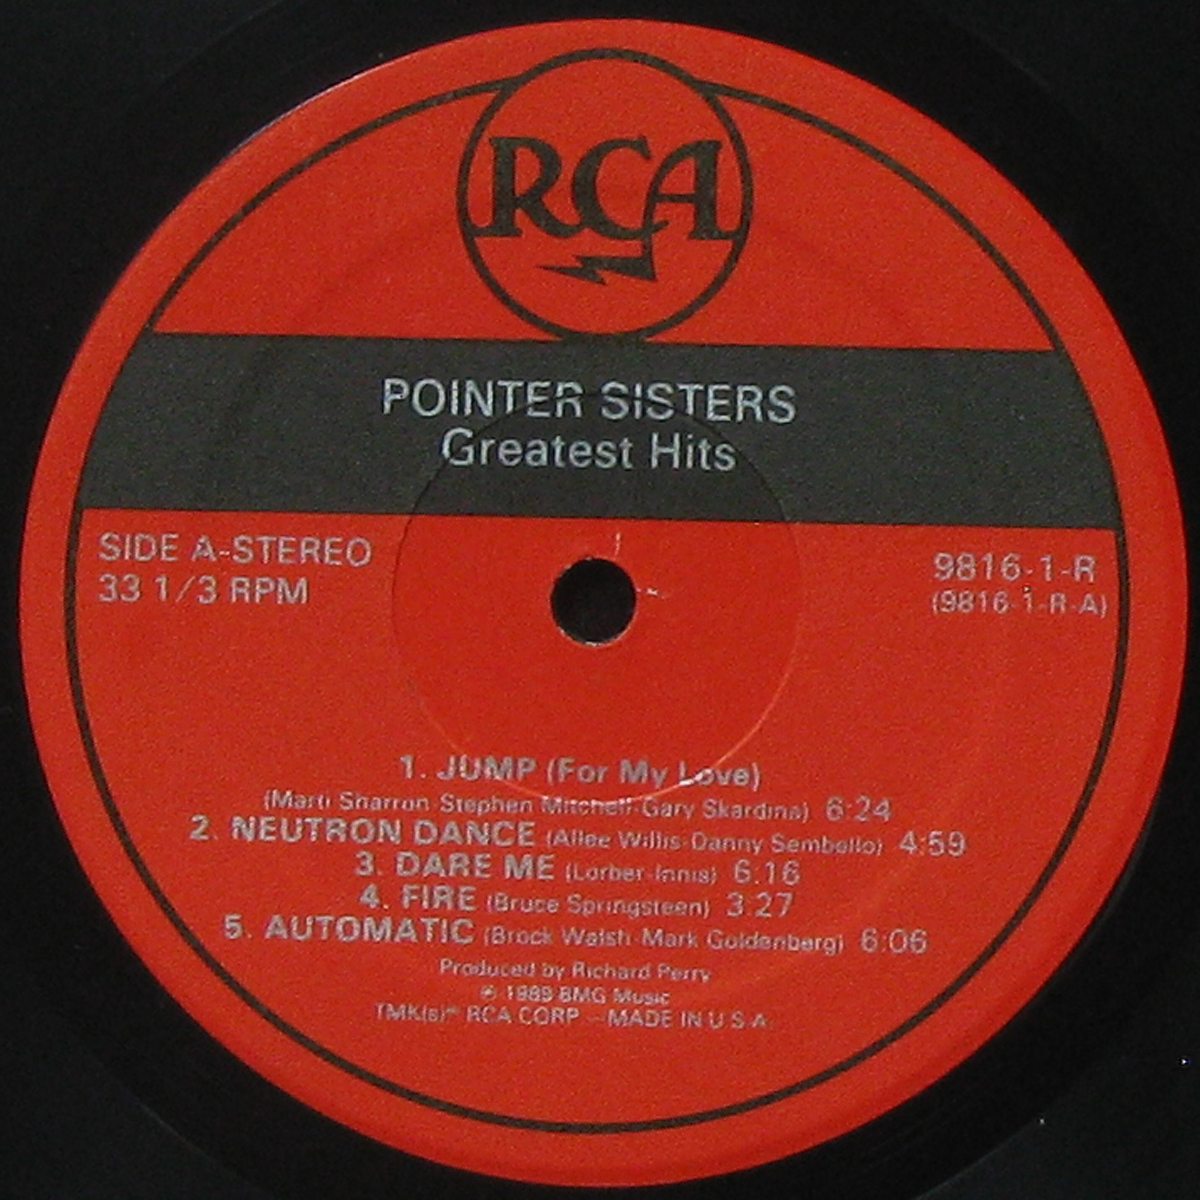 RCA
POINTER SISTERS
Greatest Hits
SIDE A-STEREO
33 1/3 RPM
9816-1-R
(9816-1-R-A)
1. JUMP (For My Love)
(Marti Sharron-Stephen Mitchell-Gary Skardina) 6:24
2. NEUTRON DANCE (Allee Willis-Danny Sembello) 4:59
3. DARE ME (Lorber-Innis) 6:16
4. FIRE (Bruce Springsteen) 3:27
5. AUTOMATIC (Brock Walsh-Mark Goldenberg) 6:06
Produced by Richard Perry
℗ 1989 BMG Music
TMK(s)® RCA CORP.—MADE IN U.S.A.